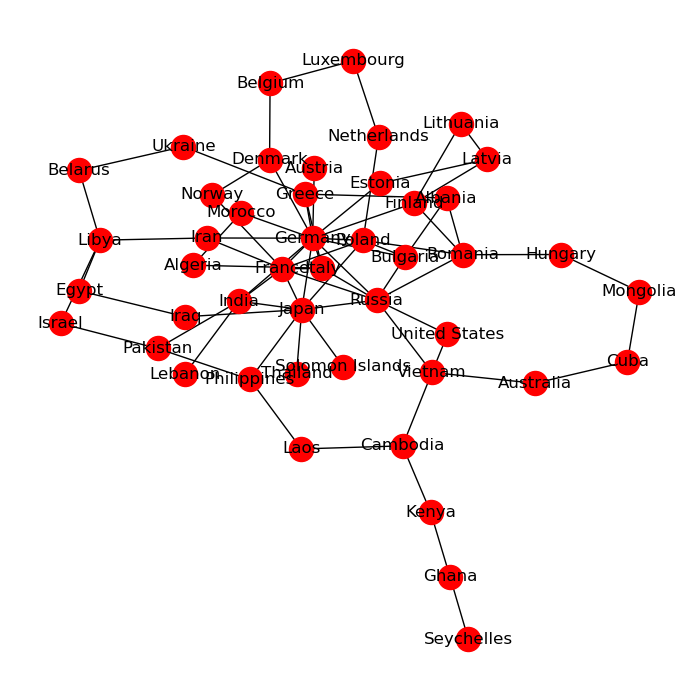 Luxembourg
Belgium
Lithuania
Netherlands
Ukraine
Denmark
Latvia
Belarus
Austria
Estonia
Norway
Greece
Albania
Finland
Morocco
Libya
Iran
Germany
Poland
Romania
Hungary
Bulgaria
Algeria
France
Italy
Egypt
Mongolia
India
Russia
Japan
Iraq
Israel
United States
Pakistan
Cuba
Solomon Islands
Lebanon
Thailand
Vietnam
Philippines
Australia
Cambodia
Laos
Kenya
Ghana
Seychelles